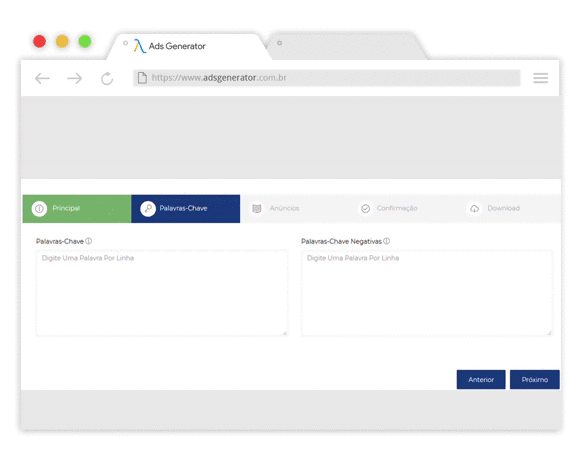 Ads Generator
https://www.adsgenerator.com.br
Principal
Palavras-Chave
Anúncios
Confirmação
Download
Palavras-Chave
Palavras-Chave Negativas
Digite Uma Palavra Por Linha
Digite Uma Palavra Por Linha
Anterior
Próximo